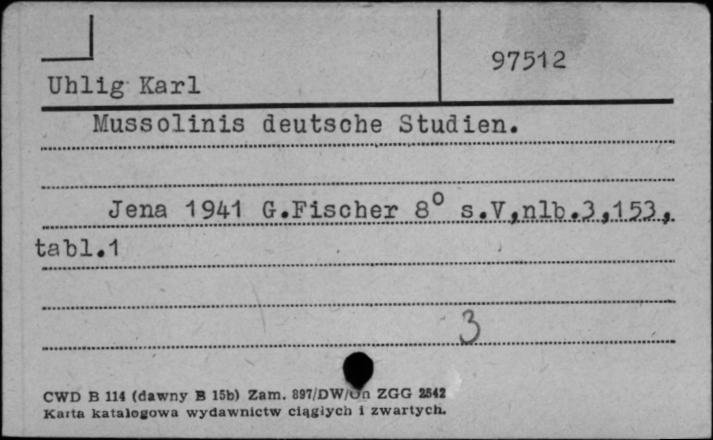 97512
Uhlig Karl
Mussolinis deutsche Studien.
Jena 1941 G.Fischer 8° s.V,nlb.3,153,
tabl.1
3
CWD B 114 (dawny B 15b) Zam. 897/DW/Un ZGG 2542
Karta katalogowa wydawnictw ciągłych i zwartych.